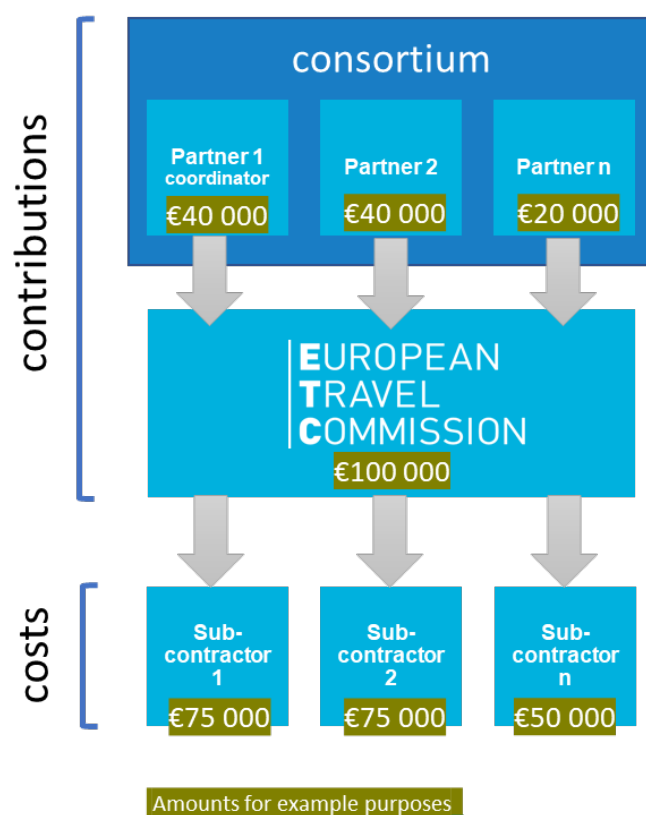 contributions
consortium
Partner 1
coordinator
€40 000
Partner 2
€40 000
Partner n
€20 000
EUROPEAN
TRAVEL
COMMISSION
€100 000
costs
Sub-
contractor
1
€75 000
Sub-
contractor
2
€75 000
Sub-
contractor
n
€50 000
Amounts for example purposes